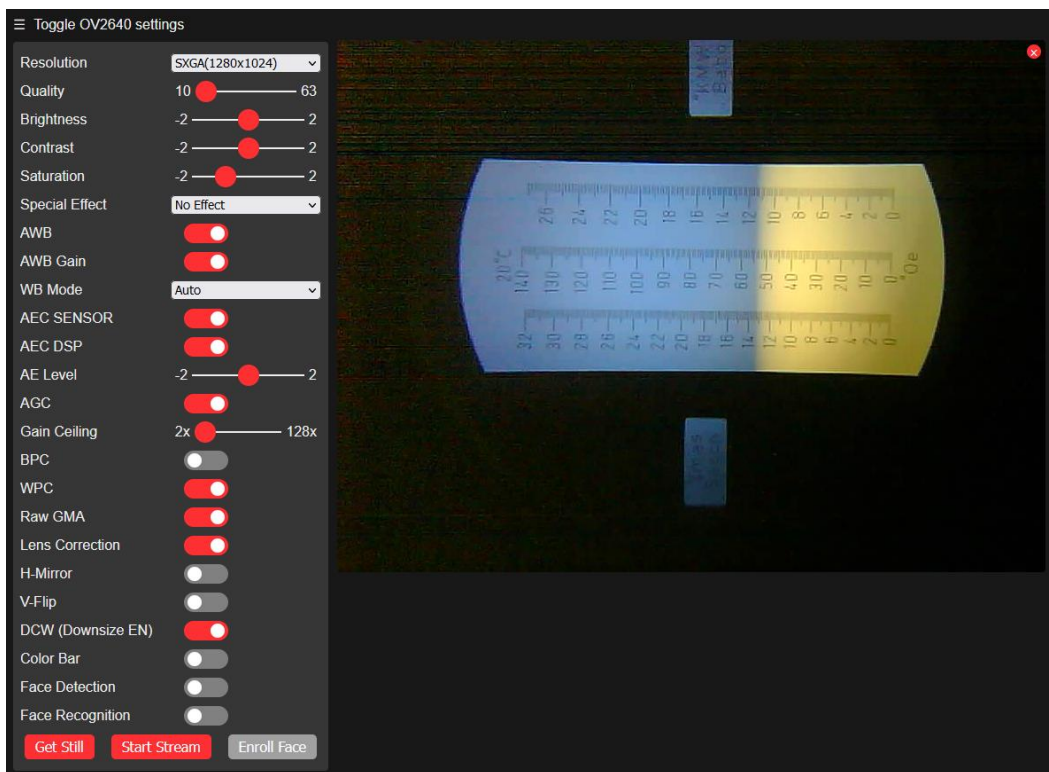 ☰ Toggle OV2640 settings
Resolution SXGA(1280x1024)
Quality 10 63
Brightness -2 2
Contrast -2 2
Saturation -2 2
Special Effect No Effect
AWB
AWB Gain
WB Mode Auto
AEC SENSOR
AEC DSP
AE Level -2 2
AGC
Gain Ceiling 2x 128x
BPC
WPC
Raw GMA
Lens Correction
H-Mirror
V-Flip
DCW (Downsize EN)
Color Bar
Face Detection
Face Recognition
Get Still Start Stream Enroll Face
°KMW
Babo
26 24 22 20 18 16 14 12 10 8 6 4 2 0
20°C
140 130 120 110 100 90 80 70 60 50 40 30 20 10 0
°Oe
32 30 28 26 24 22 20 18 16 14 12 10 8 6 4 2 0